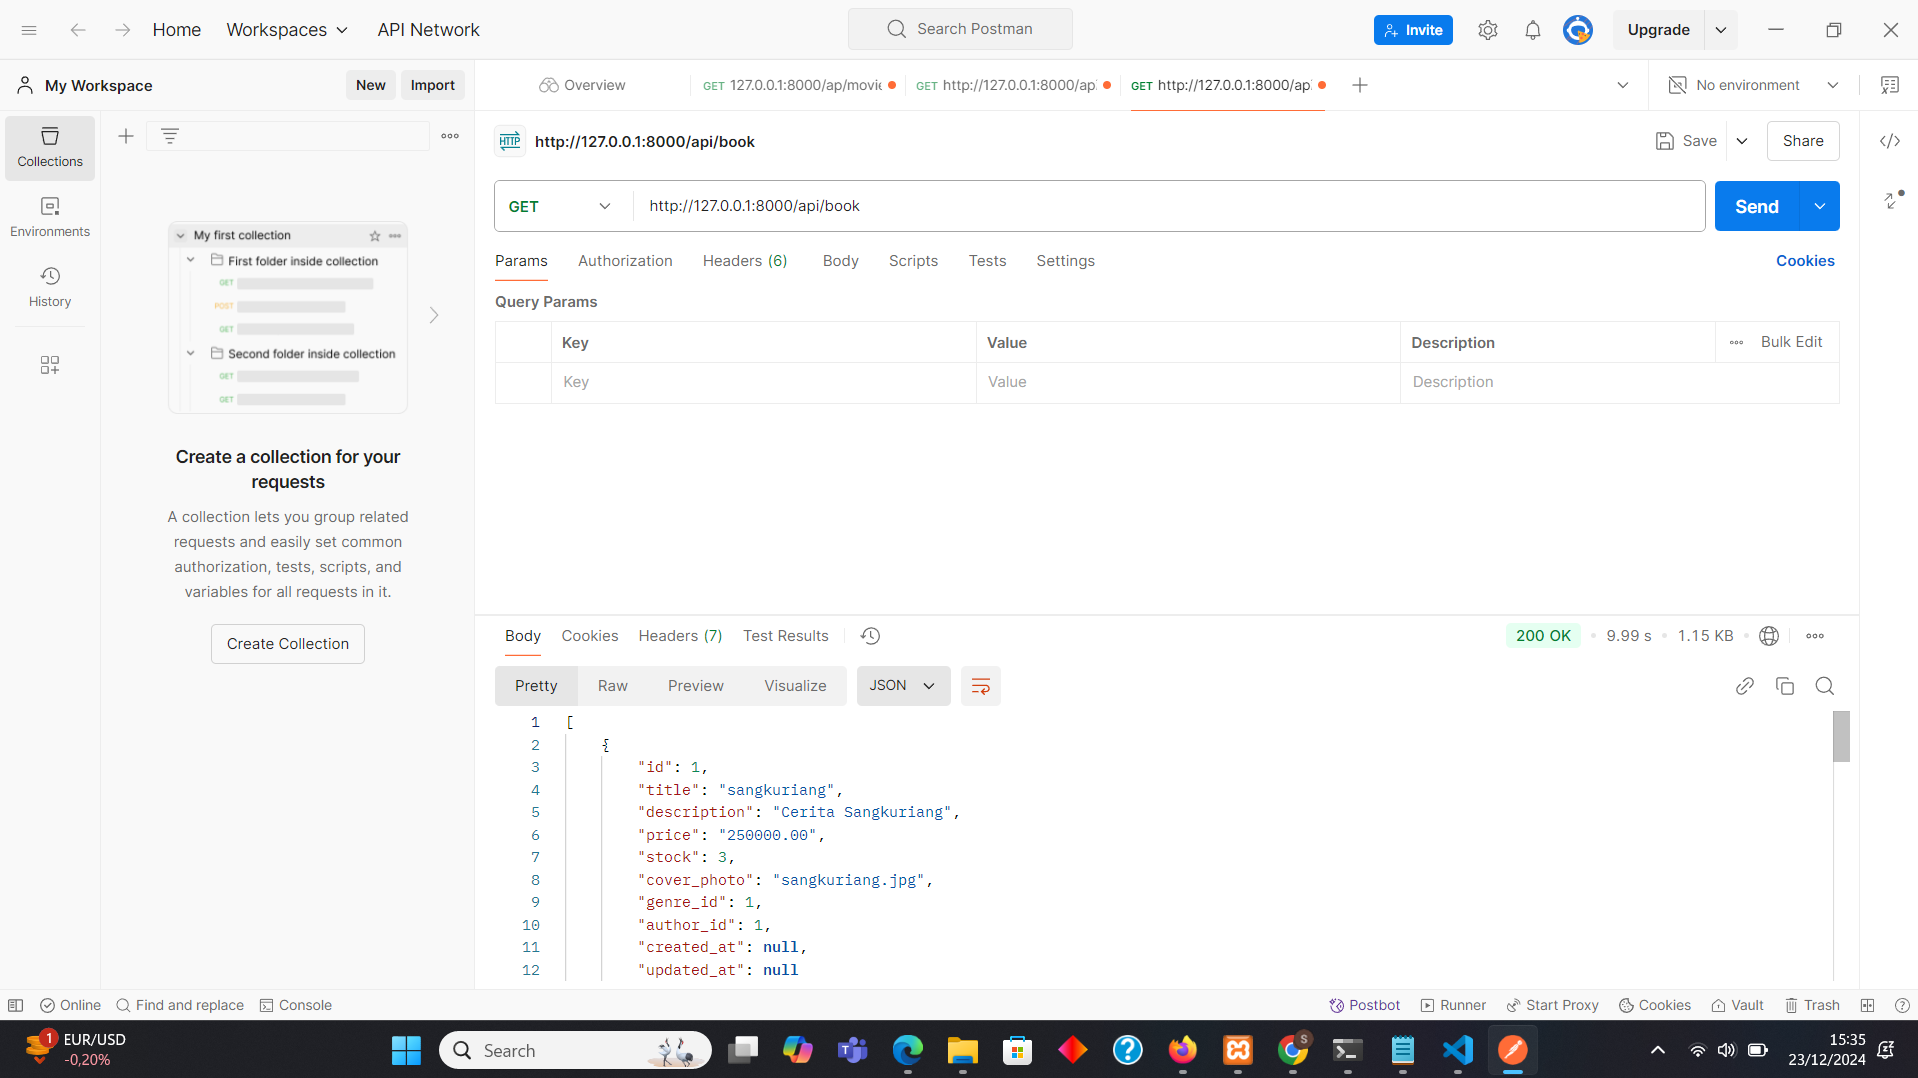 Home
Workspaces
API Network
Search Postman
Invite
Upgrade
My Workspace
New
Import
Overview
GET 127.0.0.1:8000/ap/movie
GET http://127.0.0.1:8000/ap
GET http://127.0.0.1:8000/ap
No environment
Collections
Environments
History
My first collection
First folder inside collection
GET
POST
GET
Second folder inside collection
GET
GET
Create a collection for your
requests
A collection lets you group related
requests and easily set common
authorization, tests, scripts, and
variables for all requests in it.
Create Collection
HTTP
http://127.0.0.1:8000/api/book
Save
Share
GET
http://127.0.0.1:8000/api/book
Send
Params
Authorization
Headers (6)
Body
Scripts
Tests
Settings
Cookies
Query Params
Key
Value
Description
Bulk Edit
Key
Value
Description
Body
Cookies
Headers (7)
Test Results
200 OK
9.99 s
1.15 KB
Pretty
Raw
Preview
Visualize
JSON
1 [
2 {
3 "id": 1,
4 "title": "sangkuriang",
5 "description": "Cerita Sangkuriang",
6 "price": "250000.00",
7 "stock": 3,
8 "cover_photo": "sangkuriang.jpg",
9 "genre_id": 1,
10 "author_id": 1,
11 "created_at": null,
12 "updated_at": null
Online
Find and replace
Console
Postbot
Runner
Start Proxy
Cookies
Vault
Trash
1
EUR/USD
-0,20%
Search
S
15:35
23/12/2024